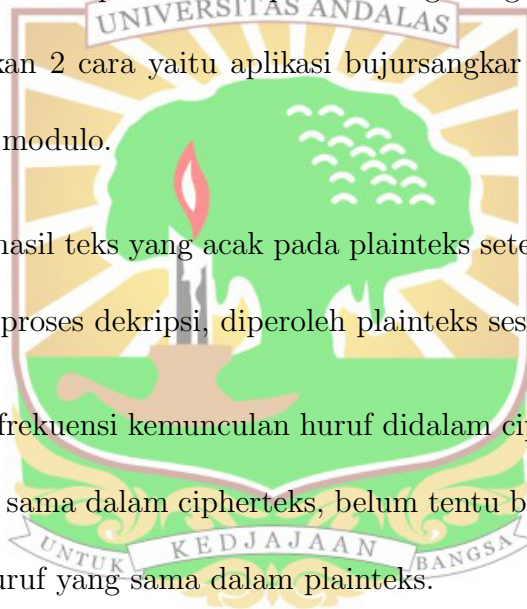 UNIVERSITAS ANDALAS
kan 2 cara yaitu aplikasi bujursangkar
modulo.
hasil teks yang acak pada plainteks sete
proses dekripsi, diperoleh plainteks ses
frekuensi kemunculan huruf didalam cip
sama dalam cipherteks, belum tentu b
UNTUK KEDJAJAAN BANGSA
uruf yang sama dalam plainteks.